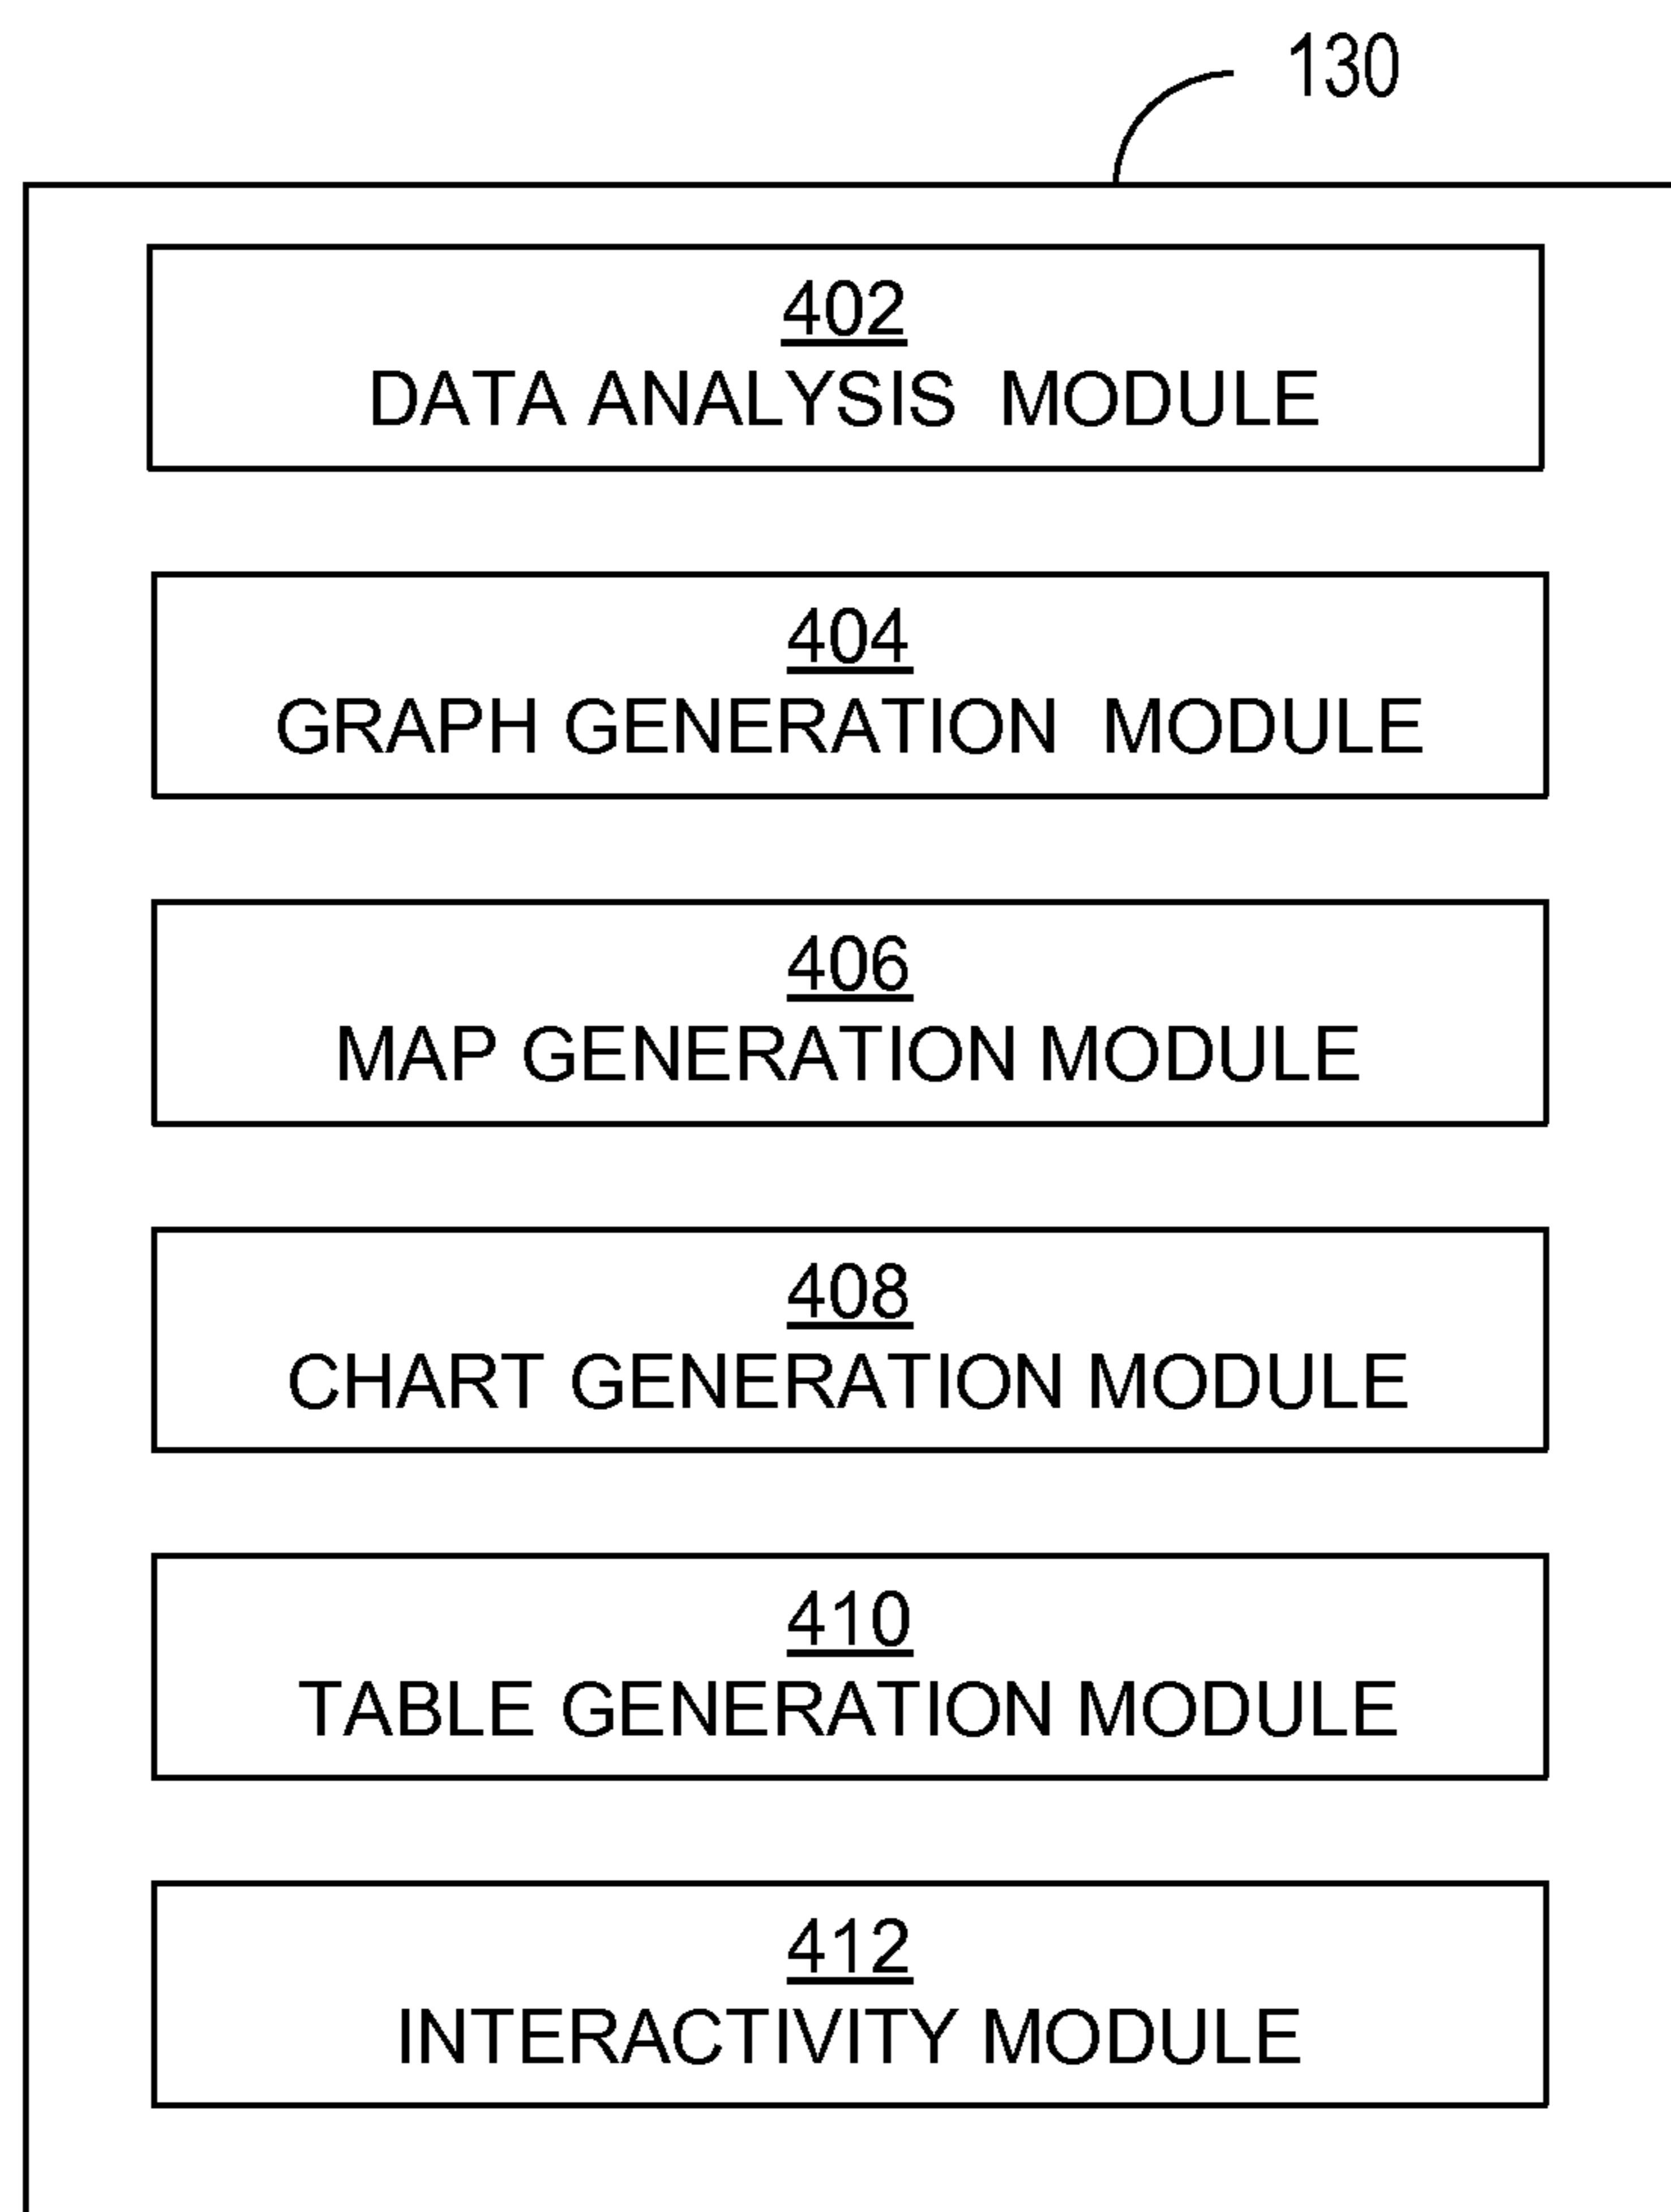 130
402
DATA ANALYSIS MODULE
404
GRAPH GENERATION MODULE
406
MAP GENERATION MODULE
408
CHART GENERATION MODULE
410
TABLE GENERATION MODULE
412
INTERACTIVITY MODULE